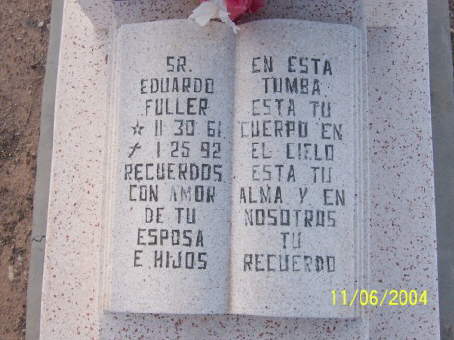 SR.
EDUARDO
FULLER
☆ 11 30 61
✝ 1 25 92
RECUERDOS
CON AMOR
DE TU
ESPOSA
E HIJOS
EN ESTA
TUMBA
ESTA TU
CUERPO EN
EL CIELO
ESTA TU
ALMA Y EN
NOSOTROS
TU
RECUERDO
11/06/2004